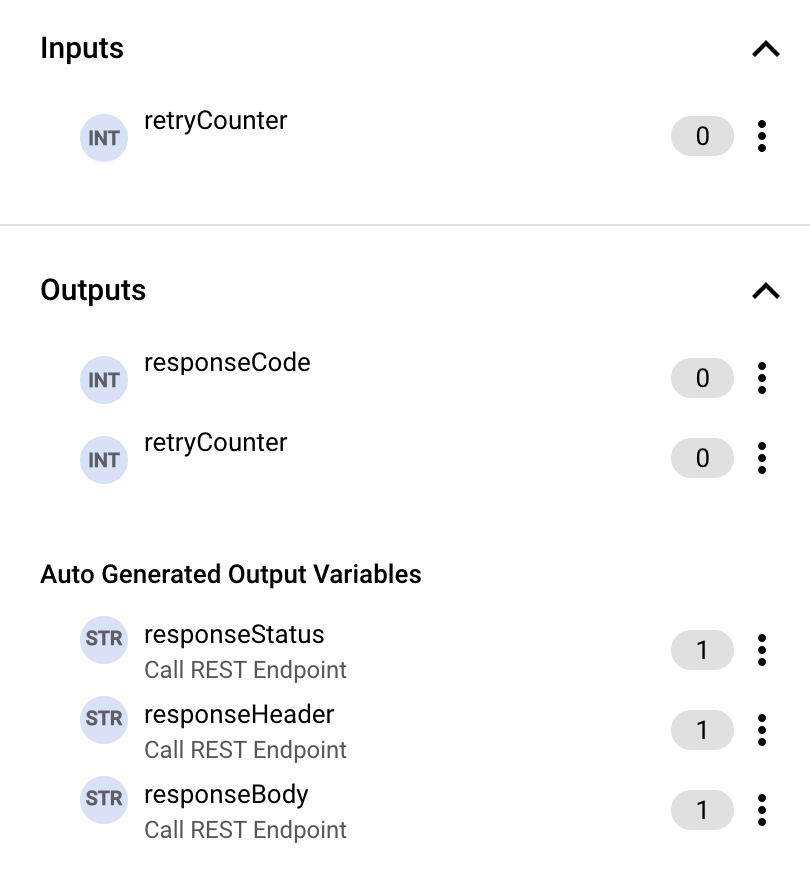 Inputs
INT retryCounter 0
Outputs
INT responseCode 0
INT retryCounter 0
Auto Generated Output Variables
STR responseStatus 1
Call REST Endpoint
STR responseHeader 1
Call REST Endpoint
STR responseBody 1
Call REST Endpoint